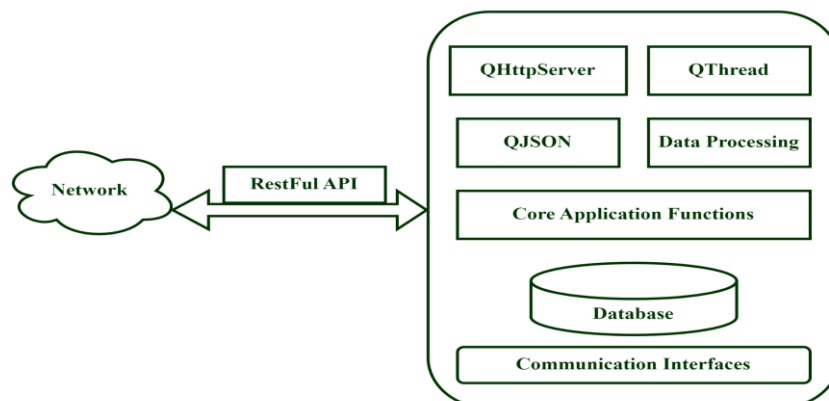 QHttpServer
QThread
QJSON
Data Processing
Network
RestFul API
Core Application Functions
Database
Communication Interfaces